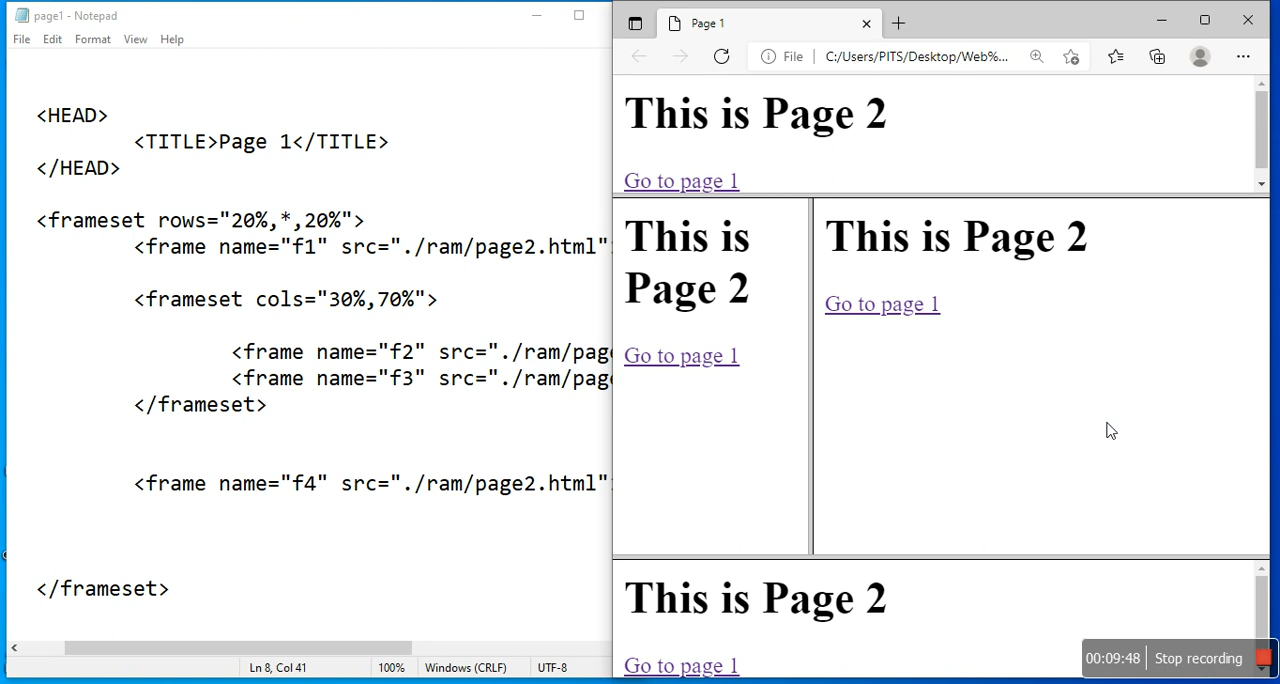 page1 - Notepad
File Edit Format View Help
<HEAD>
<TITLE>Page 1</TITLE>
</HEAD>
<frameset rows="20%,*,20%">
<frame name="f1" src="./ram/page2.html"
<frameset cols="30%,70%">
<frame name="f2" src="./ram/page
<frame name="f3" src="./ram/page
</frameset>
<frame name="f4" src="./ram/page2.html"
</frameset>
Ln 8, Col 41 100% Windows (CRLF) UTF-8
Page 1
File C:/Users/PITS/Desktop/Web%...
This is Page 2
Go to page 1
This is
Page 2
Go to page 1
This is Page 2
Go to page 1
This is Page 2
Go to page 1
00:09:48 Stop recording